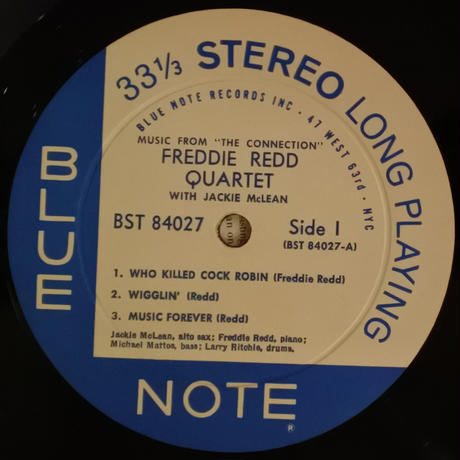 33⅓ STEREO LONG PLAYING
BLUE NOTE RECORDS INC · 47 WEST 63rd · NYC
MUSIC FROM "THE CONNECTION"
FREDDIE REDD
QUARTET
WITH JACKIE McLEAN
BST 84027
Side 1
(BST 84027-A)
1. WHO KILLED COCK ROBIN (Freddie Redd)
2. WIGGLIN' (Redd)
3. MUSIC FOREVER (Redd)
Jackie McLean, alto sax; Freddie Redd, piano;
Michael Mattos, bass; Larry Ritchie, drums.
BLUE
NOTE
®